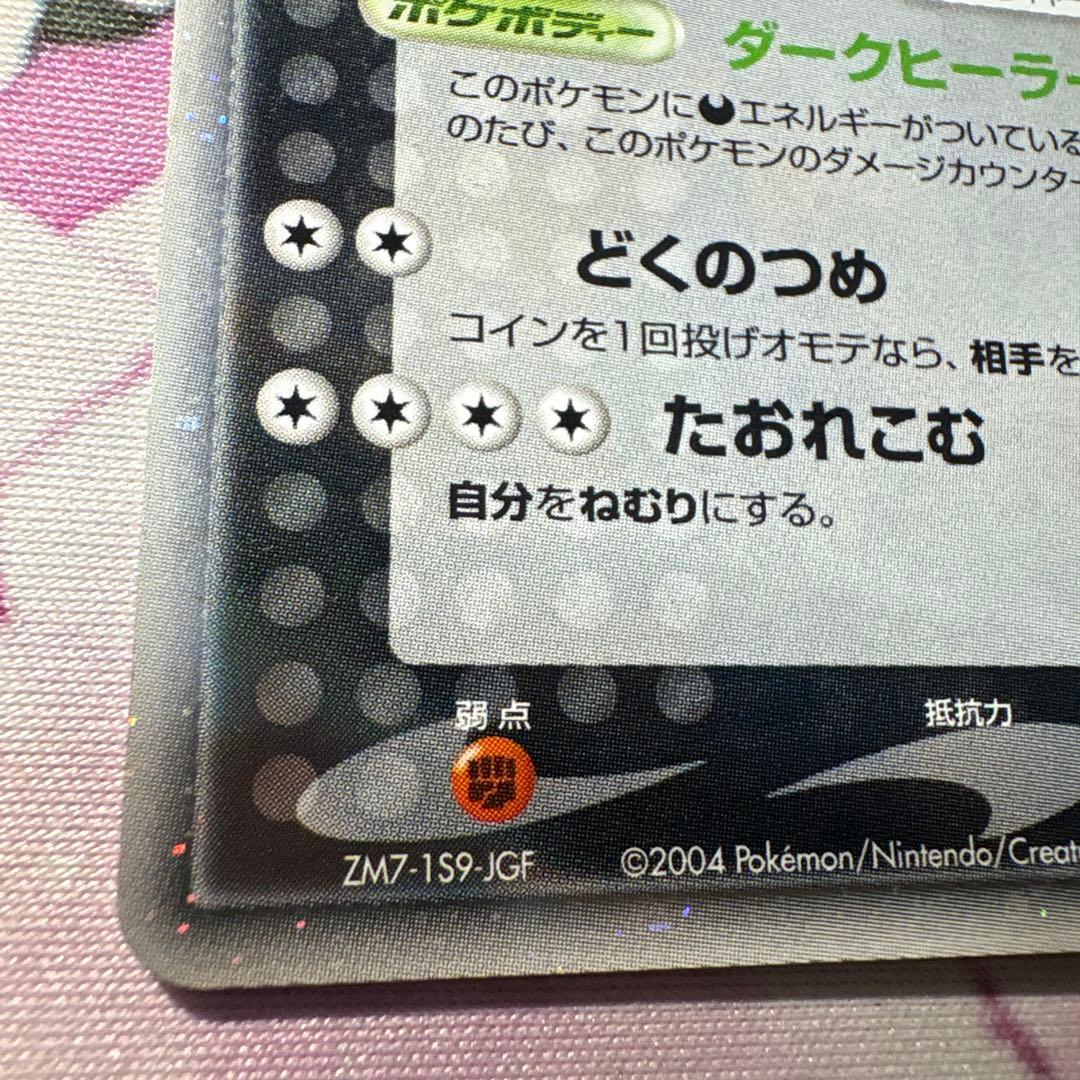 ポケボディー ダークヒーラー
このポケモンにエネルギーがついている
のたび、このポケモンのダメージカウンター
どくのつめ
コインを1回投げオモテなら、相手を
たおれこむ
自分をねむりにする。
弱点 抵抗力
ZM7-1S9-JGF ©2004 Pokémon/Nintendo/Creatu